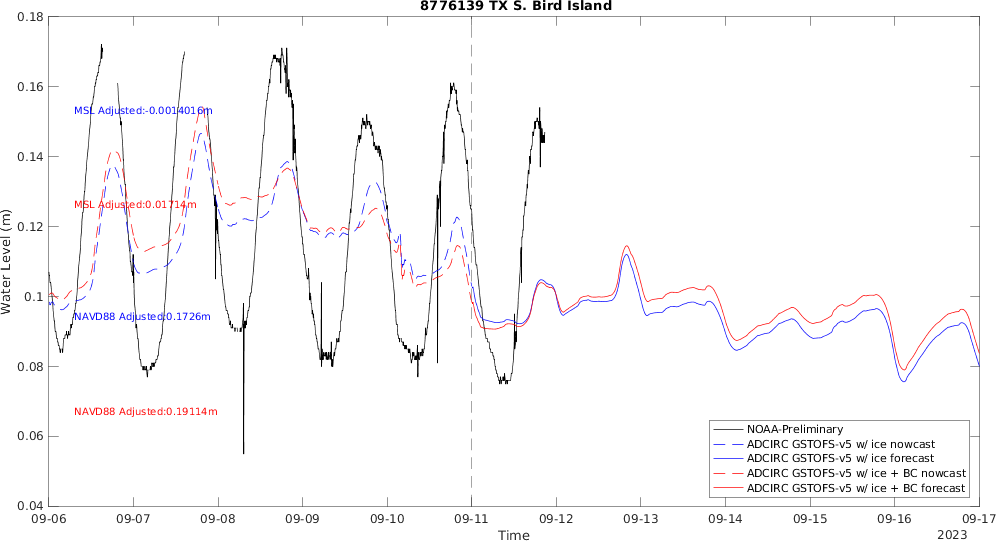 8776139 TX S. Bird Island
0.18
0.16
0.14
0.12
0.1
0.08
0.06
0.04
Water Level (m)
MSL Adjusted:-0.0014016m
MSL Adjusted:0.01714m
NAVD88 Adjusted:0.1726m
NAVD88 Adjusted:0.19114m
NOAA-Preliminary
ADCIRC GSTOFS-v5 w/ ice nowcast
ADCIRC GSTOFS-v5 w/ ice forecast
ADCIRC GSTOFS-v5 w/ ice + BC nowcast
ADCIRC GSTOFS-v5 w/ ice + BC forecast
09-06 09-07 09-08 09-09 09-10 09-11 09-12 09-13 09-14 09-15 09-16 09-17
Time
2023